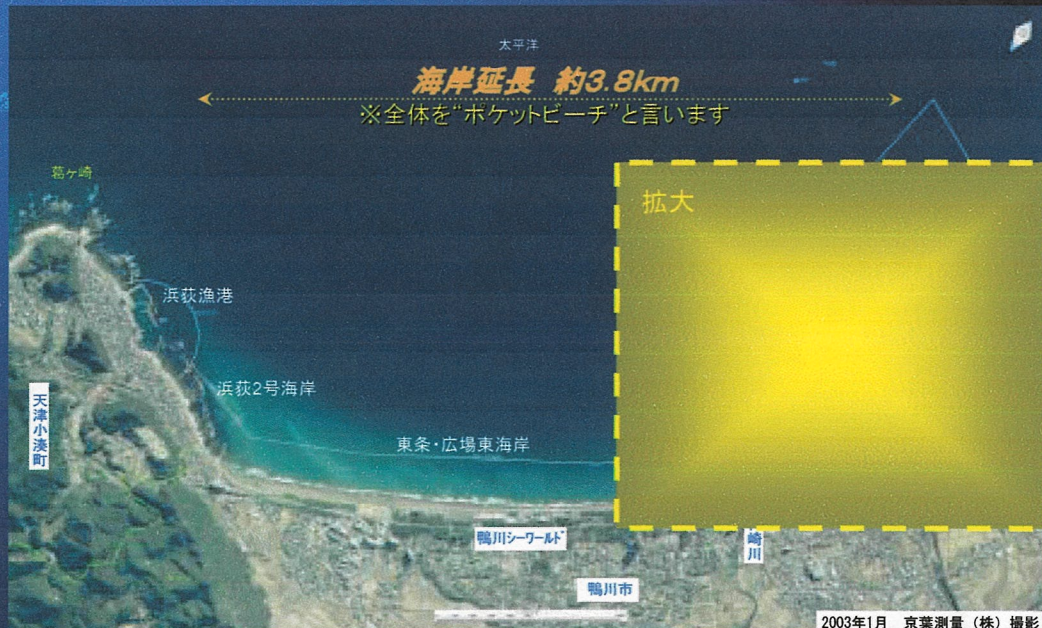 太平洋
海岸延長 約3.8km
※全体を“ポケットビーチ”と言います
葛ヶ崎
拡大
浜荻漁港
浜荻2号海岸
天津小湊町
東条・広場東海岸
鴨川シーワールド
崎川
鴨川市
2003年1月 京葉測量（株）撮影